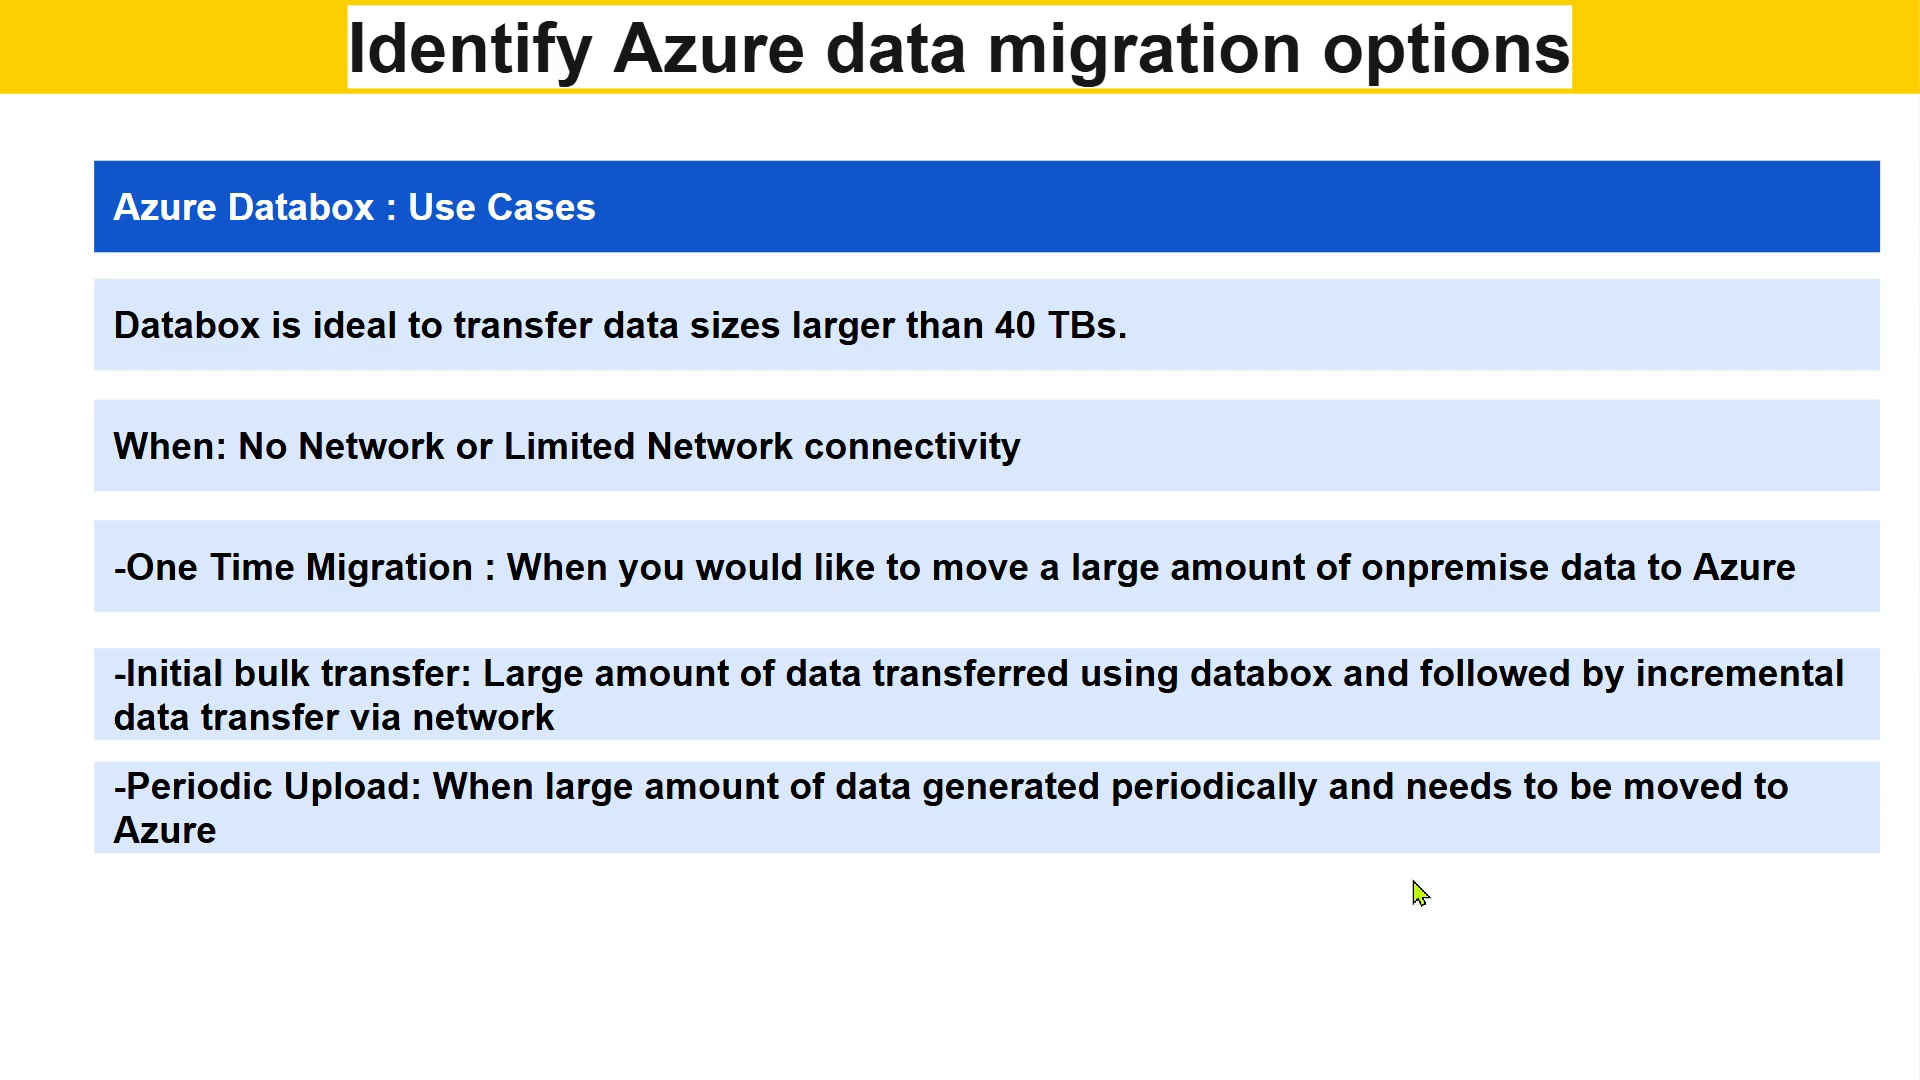 Identify Azure data migration options
Azure Databox : Use Cases
Databox is ideal to transfer data sizes larger than 40 TBs.
When: No Network or Limited Network connectivity
-One Time Migration : When you would like to move a large amount of onpremise data to Azure
-Initial bulk transfer: Large amount of data transferred using databox and followed by incremental
data transfer via network
-Periodic Upload: When large amount of data generated periodically and needs to be moved to
Azure